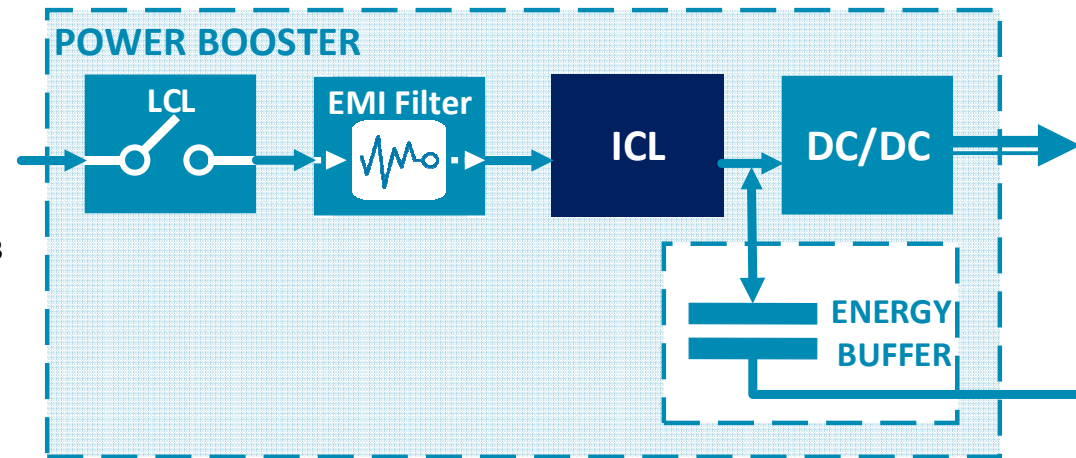 POWER BOOSTER
LCL
EMI Filter
ICL
DC/DC
ENERGY
BUFFER